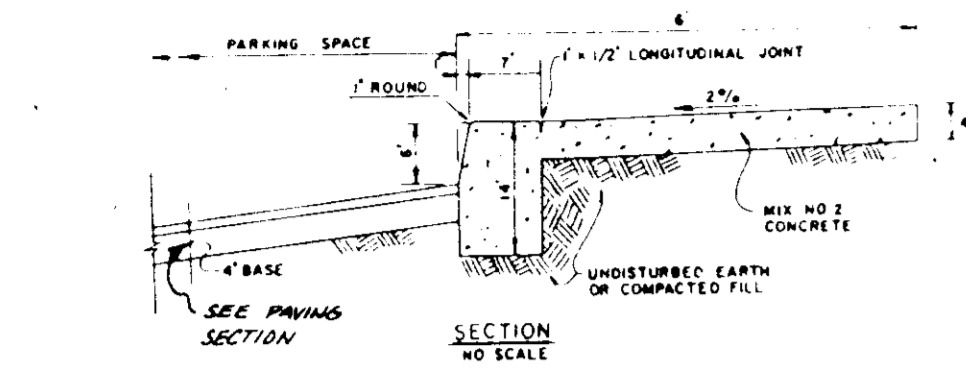 6'
PARKING SPACE
7"
1" x 1/2" LONGITUDINAL JOINT
1" ROUND
2%
4"
6"
14"
MIX NO 2
CONCRETE
4" BASE
UNDISTURBED EARTH
OR COMPACTED FILL
SEE PAVING
SECTION
SECTION
NO SCALE